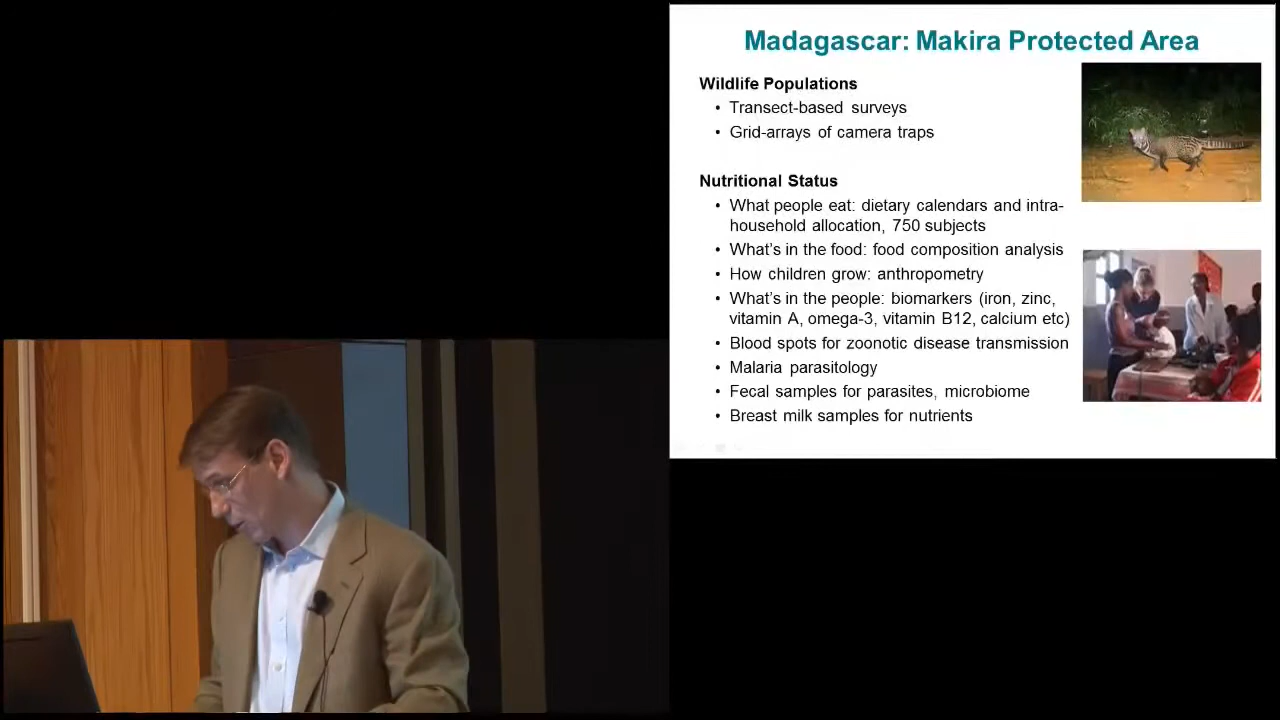 Madagascar: Makira Protected Area
Wildlife Populations
• Transect-based surveys
• Grid-arrays of camera traps
Nutritional Status
• What people eat: dietary calendars and intra-
household allocation, 750 subjects
• What's in the food: food composition analysis
• How children grow: anthropometry
• What's in the people: biomarkers (iron, zinc,
vitamin A, omega-3, vitamin B12, calcium etc)
• Blood spots for zoonotic disease transmission
• Malaria parasitology
• Fecal samples for parasites, microbiome
• Breast milk samples for nutrients